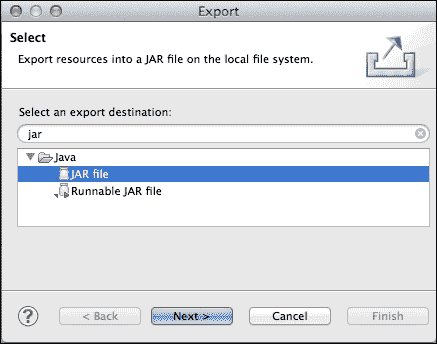 Export
Select
Export resources into a JAR file on the local file system.
Select an export destination:
jar
Java
JAR file
Runnable JAR file
? < Back Next > Cancel Finish